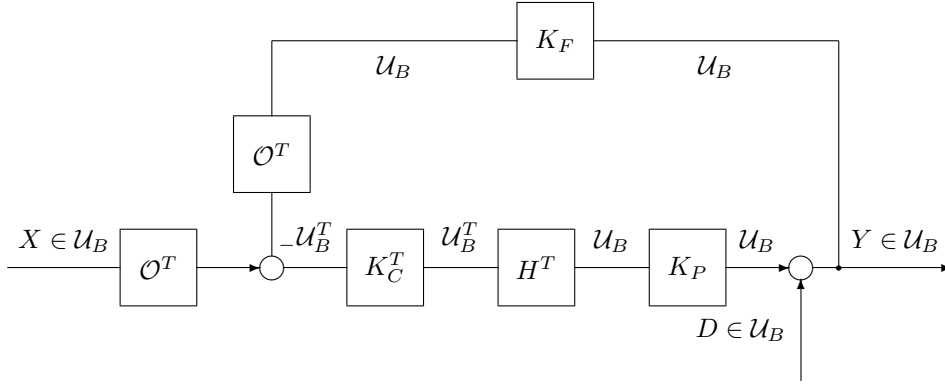 K_F
𝒰_B 𝒰_B
𝒪^T
X ∈ 𝒰_B − 𝒰_B^T 𝒰_B^T 𝒰_B 𝒰_B Y ∈ 𝒰_B
𝒪^T K_C^T H^T K_P
D ∈ 𝒰_B